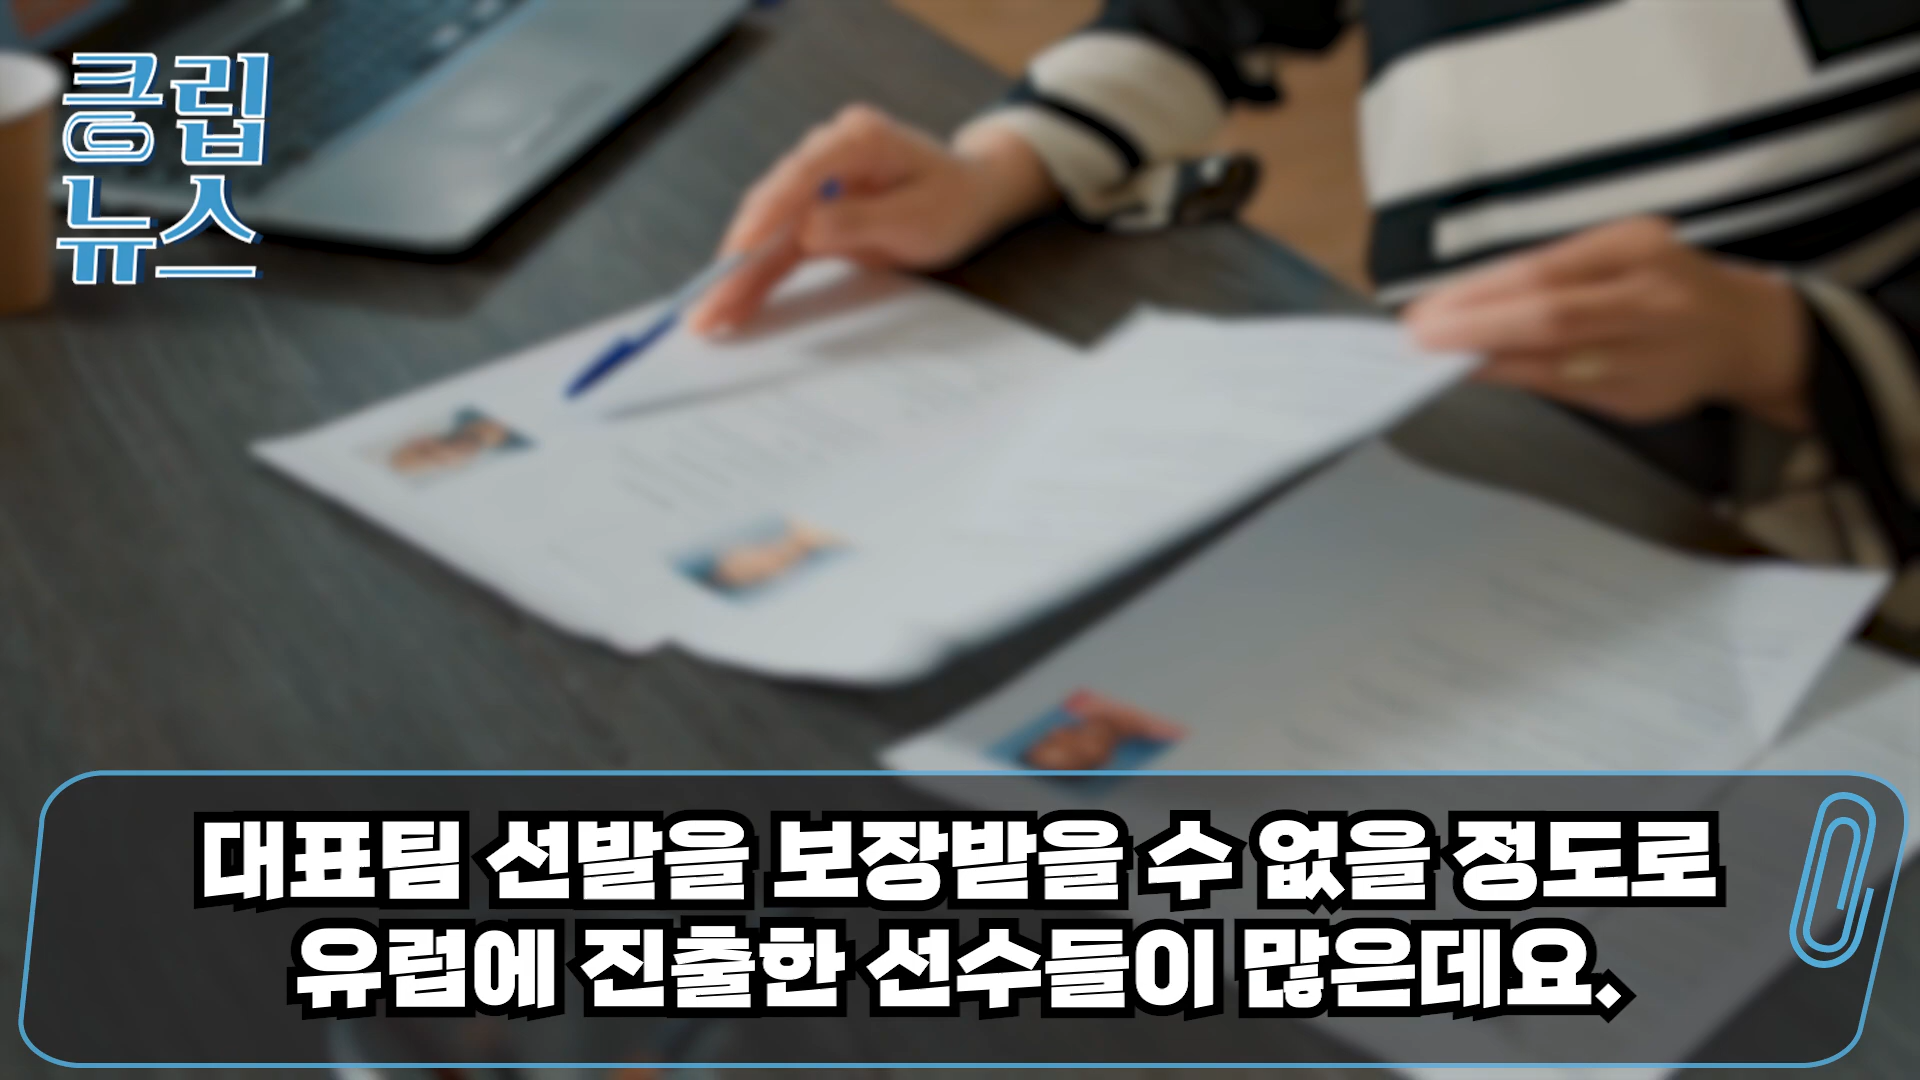 클립
뉴스
대표팀 선발을 보장받을 수 없을 정도로
유럽에 진출한 선수들이 많은데요.